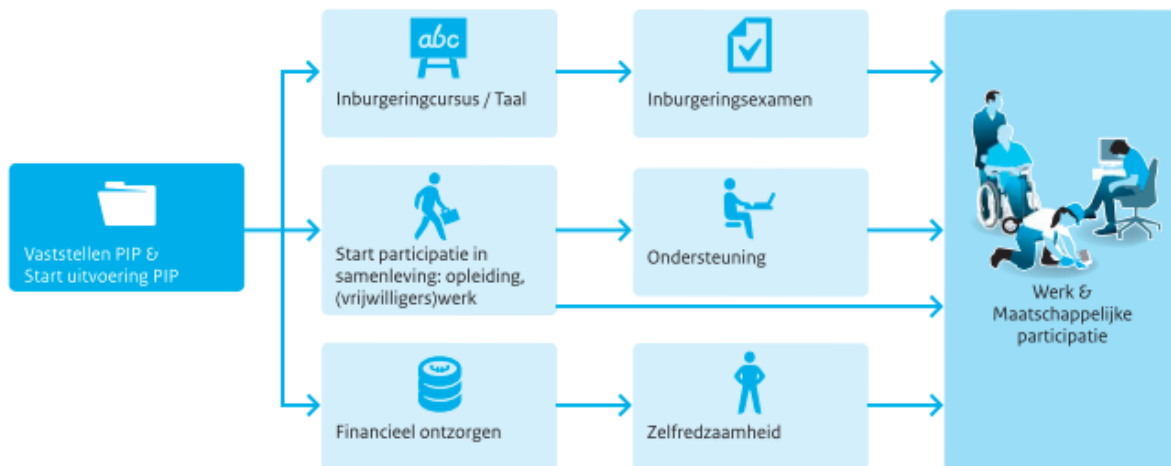 abc
Inburgeringcursus / Taal
Inburgeringsexamen
Vaststellen PIP &
Start uitvoering PIP
Start participatie in
samenleving: opleiding,
(vrijwilligers)werk
Ondersteuning
Werk &
Maatschappelijke
participatie
Financieel ontzorgen
Zelfredzaamheid